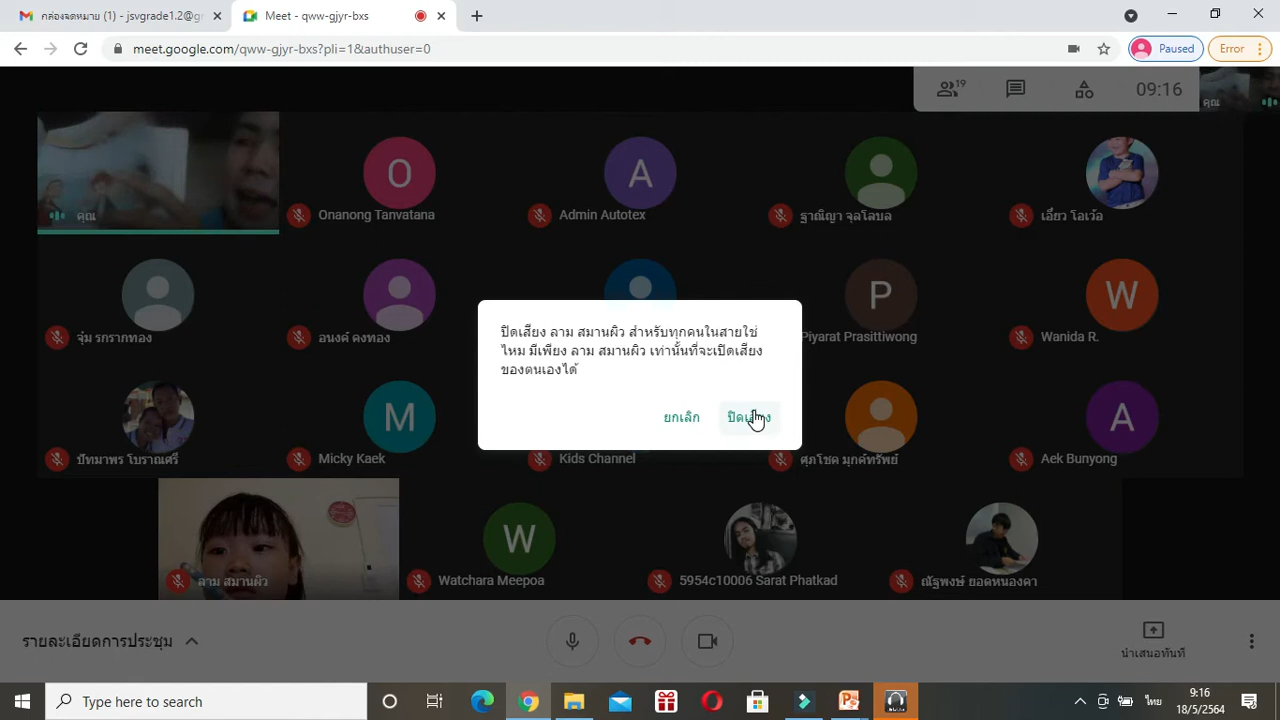 กล่องจดหมาย (1) - jsvgrade1.2@gr
Meet - qww-gjyr-bxs
meet.google.com/qww-gjyr-bxs?pli=1&authuser=0
Paused
Error
19
09:16
คุณ
คุณ
Onanong Tanvatana
Admin Autotex
ฐาณิญา จุลโลบล
เอี๋ยว โอเว้อ
O
A
จุ๋ม รกรากทอง
อนงค์ คงทอง
Piyarat Prasittiwong
Wanida R.
P
W
ปิดเสียง ลาม สมานผิว สำหรับทุกคนในสายใช่
ไหม มีเพียง ลาม สมานผิว เท่านั้นที่จะเปิดเสียง
ของตนเองได้
ยกเลิก
ปัทมาพร โบราณศรี
Micky Kaek
Kids Channel
ศุภโชค มุกค์ทรัพย์
Aek Bunyong
M
A
ลาม สมานผิว
Watchara Meepoa
5954c10006 Sarat Phatkad
ณัฐพงษ์ ยอดหนองคา
W
รายละเอียดการประชุม
นำเสนอทันที
Type here to search
ไทย
9:16
18/5/2564